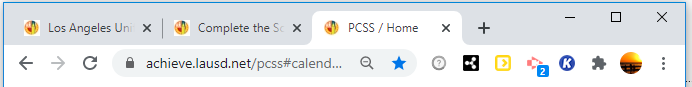 Los Angeles Uni
Complete the Sc
PCSS / Home
achieve.lausd.net/pcss#calend...
2
K